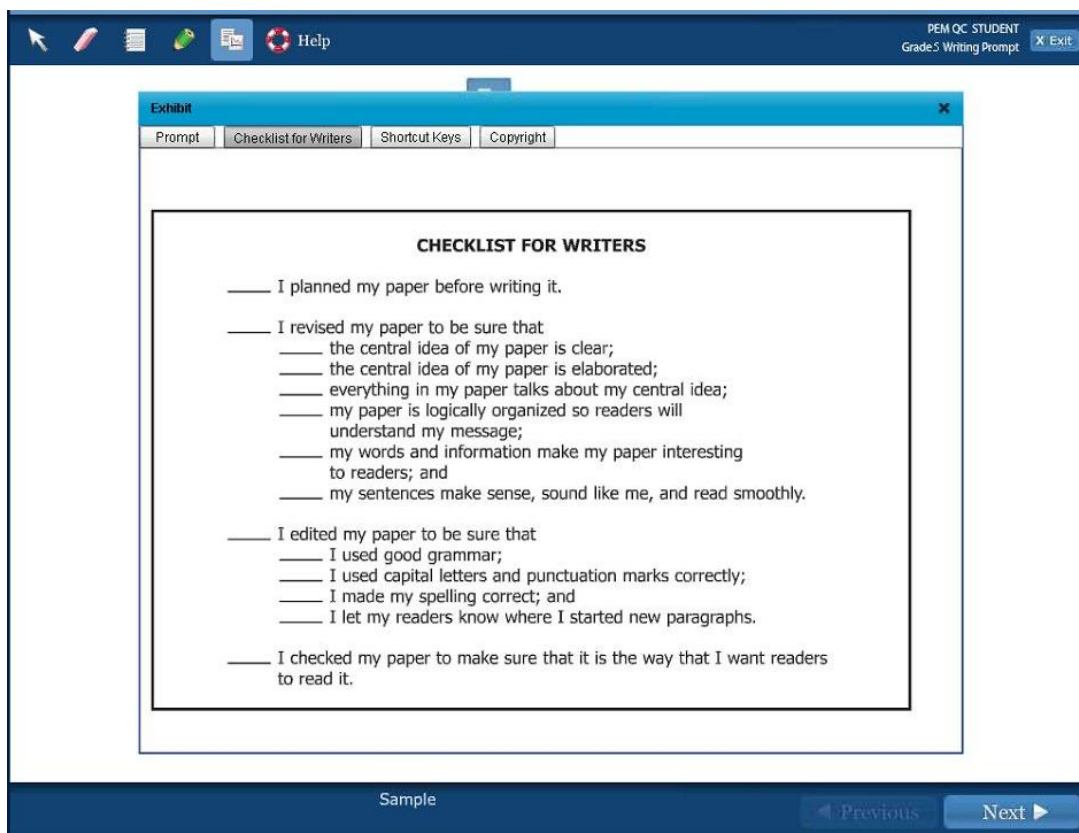 Help
PEM QC STUDENT
Grade5 Writing Prompt
X Exit
Exhibit
Prompt
Checklist for Writers
Shortcut Keys
Copyright
CHECKLIST FOR WRITERS
_____ I planned my paper before writing it.
_____ I revised my paper to be sure that
_____ the central idea of my paper is clear;
_____ the central idea of my paper is elaborated;
_____ everything in my paper talks about my central idea;
_____ my paper is logically organized so readers will
understand my message;
_____ my words and information make my paper interesting
to readers; and
_____ my sentences make sense, sound like me, and read smoothly.
_____ I edited my paper to be sure that
_____ I used good grammar;
_____ I used capital letters and punctuation marks correctly;
_____ I made my spelling correct; and
_____ I let my readers know where I started new paragraphs.
_____ I checked my paper to make sure that it is the way that I want readers
to read it.
Sample
Previous
Next